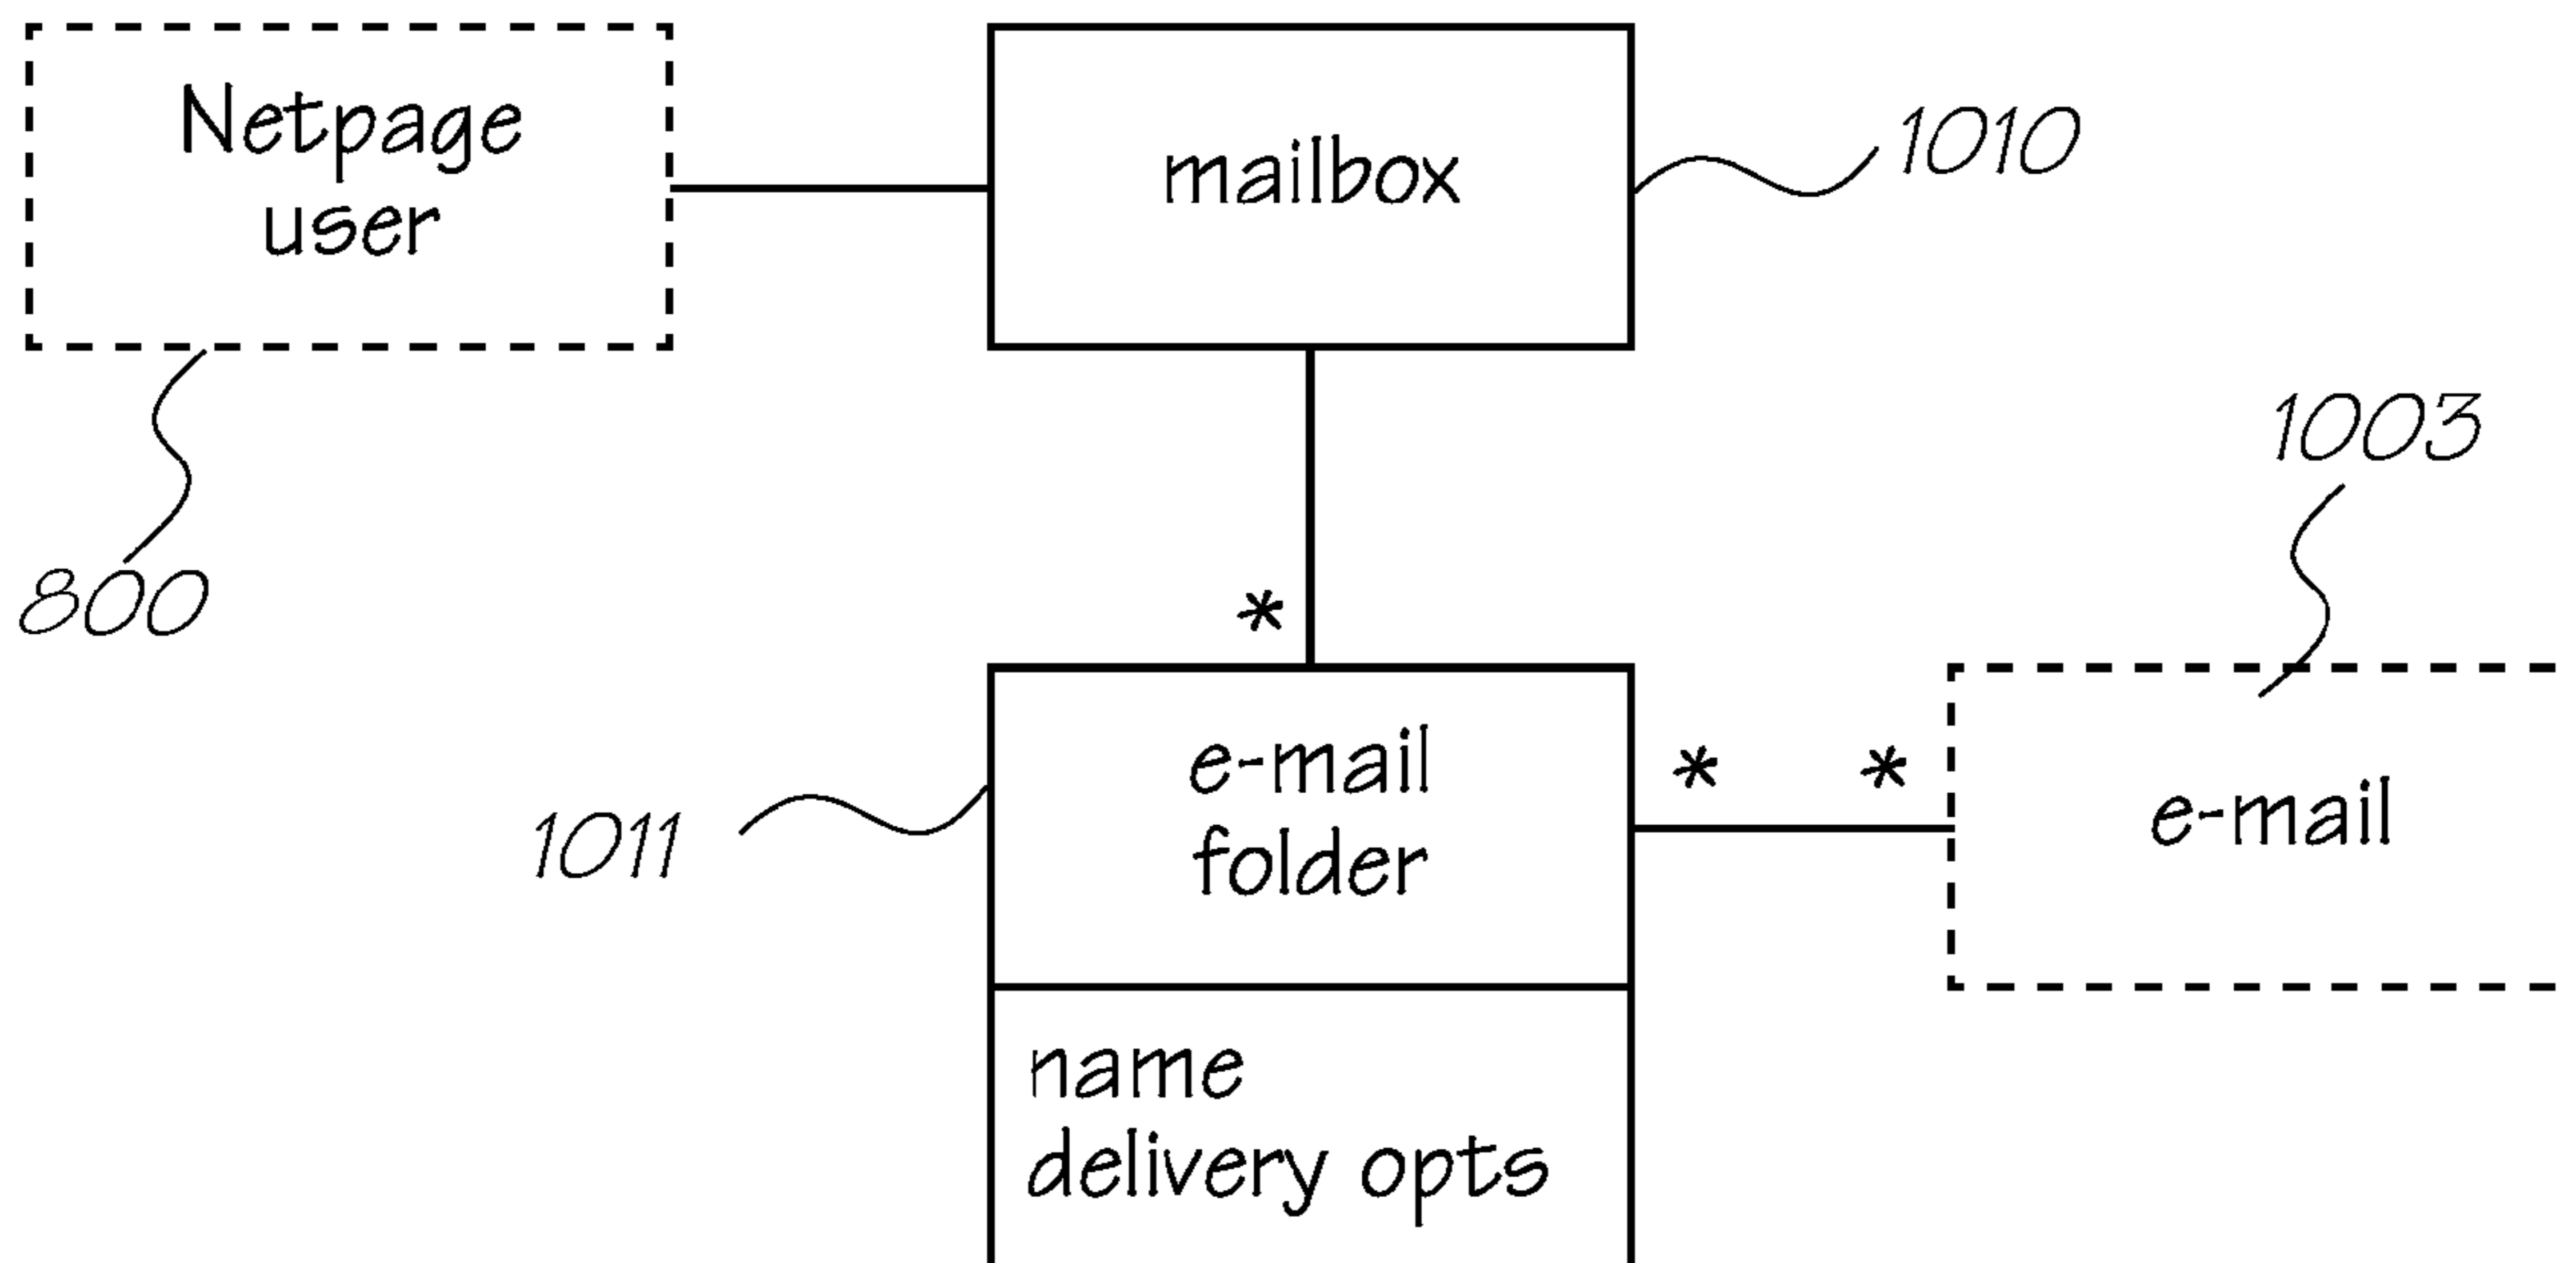 Netpage
user
mailbox
1010
800
1003
*
e-mail
folder
* *
e-mail
1011
name
delivery opts